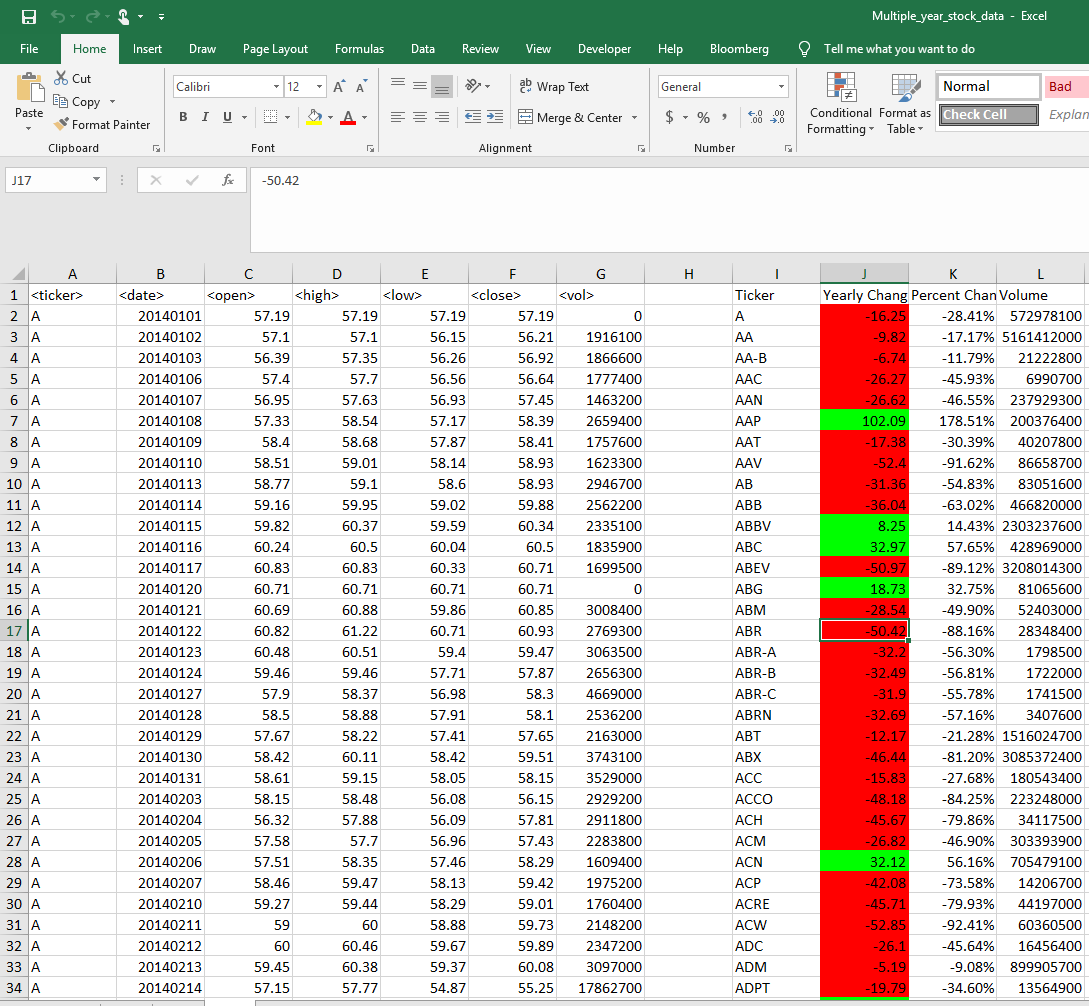 Multiple_year_stock_data - Excel
File Home Insert Draw Page Layout Formulas Data Review View Developer Help Bloomberg Tell me what you want to do
Paste
Cut
Copy
Format Painter
Clipboard
Calibri 12 A A
B I U A
Font
ab Wrap Text
Merge & Center
Alignment
General
$ % ,
Number
Conditional Formatting
Format as Table
Normal Bad
Check Cell Explan
J17 fx -50.42
A B C D E F G H I J K L
1 <ticker> <date> <open> <high> <low> <close> <vol> Ticker Yearly Chang Percent Chan Volume
2 A 20140101 57.19 57.19 57.19 57.19 0 A -16.25 -28.41% 572978100
3 A 20140102 57.1 57.1 56.15 56.21 1916100 AA -9.82 -17.17% 5161412000
4 A 20140103 56.39 57.35 56.26 56.92 1866600 AA-B -6.74 -11.79% 21222800
5 A 20140106 57.4 57.7 56.56 56.64 1777400 AAC -26.27 -45.93% 6990700
6 A 20140107 56.95 57.63 56.93 57.45 1463200 AAN -26.62 -46.55% 237929300
7 A 20140108 57.33 58.54 57.17 58.39 2659400 AAP 102.09 178.51% 200376400
8 A 20140109 58.4 58.68 57.87 58.41 1757600 AAT -17.38 -30.39% 40207800
9 A 20140110 58.51 59.01 58.14 58.93 1623300 AAV -52.4 -91.62% 86658700
10 A 20140113 58.77 59.1 58.6 58.93 2946700 AB -31.36 -54.83% 83051600
11 A 20140114 59.16 59.95 59.02 59.88 2562200 ABB -36.04 -63.02% 466820000
12 A 20140115 59.82 60.37 59.59 60.34 2335100 ABBV 8.25 14.43% 2303237600
13 A 20140116 60.24 60.5 60.04 60.5 1835900 ABC 32.97 57.65% 428969000
14 A 20140117 60.83 60.83 60.33 60.71 1699500 ABEV -50.97 -89.12% 3208014300
15 A 20140120 60.71 60.71 60.71 60.71 0 ABG 18.73 32.75% 81065600
16 A 20140121 60.69 60.88 59.86 60.85 3008400 ABM -28.54 -49.90% 52403000
17 A 20140122 60.82 61.22 60.71 60.93 2769300 ABR -50.42 -88.16% 28348400
18 A 20140123 60.48 60.51 59.4 59.47 3063500 ABR-A -32.2 -56.30% 1798500
19 A 20140124 59.46 59.46 57.71 57.87 2656300 ABR-B -32.49 -56.81% 1722000
20 A 20140127 57.9 58.37 56.98 58.3 4669000 ABR-C -31.9 -55.78% 1741500
21 A 20140128 58.5 58.88 57.91 58.1 2536200 ABRN -32.69 -57.16% 3407600
22 A 20140129 57.67 58.22 57.41 57.65 2163000 ABT -12.17 -21.28% 1516024700
23 A 20140130 58.42 60.11 58.42 59.51 3743100 ABX -46.44 -81.20% 3085372400
24 A 20140131 58.61 59.15 58.05 58.15 3529000 ACC -15.83 -27.68% 180543400
25 A 20140203 58.15 58.48 56.08 56.15 2929200 ACCO -48.18 -84.25% 223248000
26 A 20140204 56.32 57.88 56.09 57.81 2911800 ACH -45.67 -79.86% 34117500
27 A 20140205 57.58 57.7 56.96 57.43 2283800 ACM -26.82 -46.90% 303393900
28 A 20140206 57.51 58.35 57.46 58.29 1609400 ACN 32.12 56.16% 705479100
29 A 20140207 58.46 59.47 58.13 59.42 1975200 ACP -42.08 -73.58% 14206700
30 A 20140210 59.27 59.44 58.29 59.01 1760400 ACRE -45.71 -79.93% 44197000
31 A 20140211 59 60 58.88 59.73 2148200 ACW -52.85 -92.41% 60360500
32 A 20140212 60 60.46 59.67 59.89 2347200 ADC -26.1 -45.64% 16456400
33 A 20140213 59.45 60.38 59.37 60.08 3097000 ADM -5.19 -9.08% 899905700
34 A 20140214 57.15 57.77 54.87 55.25 17862700 ADPT -19.79 -34.60% 13564900